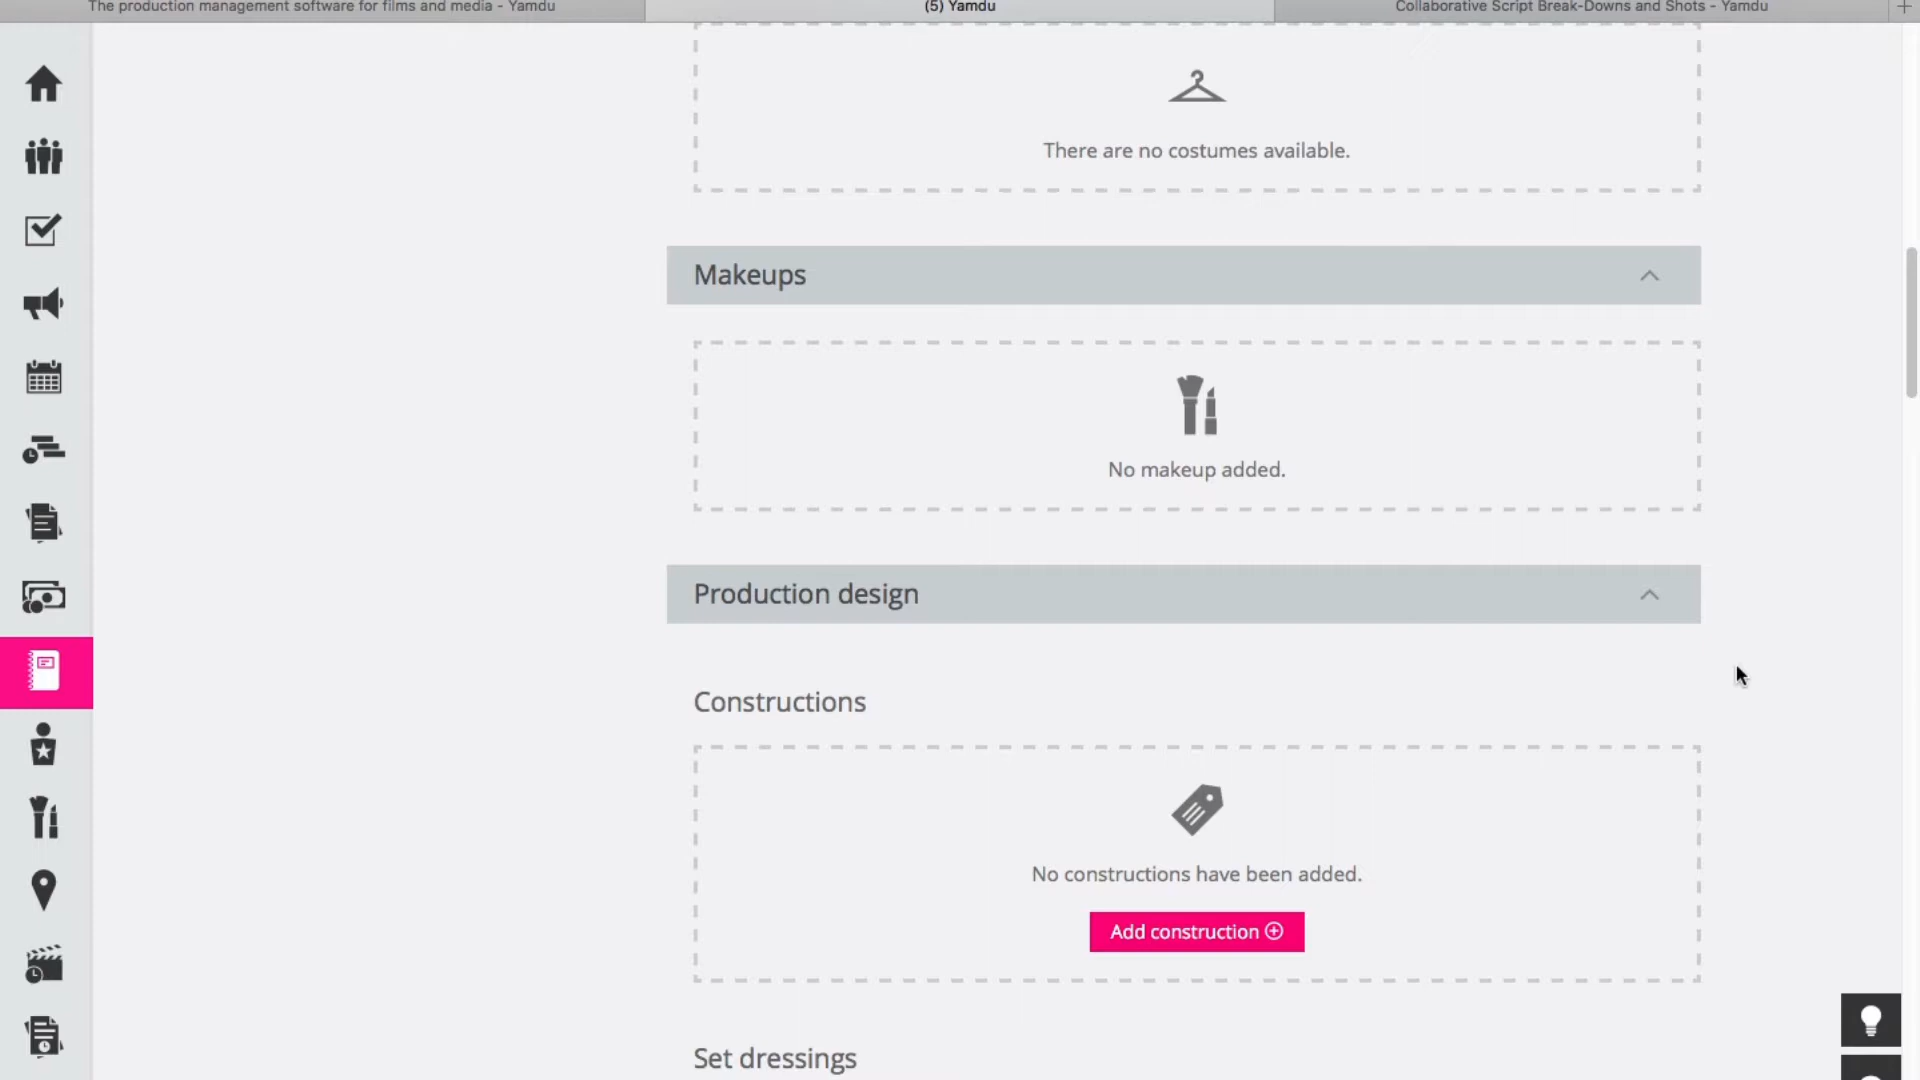 The production management software for films and media - Yamdu
(5) Yamdu
Collaborative Script Break-Downs and Shots - Yamdu
There are no costumes available.
Makeups
No makeup added.
Production design
Constructions
No constructions have been added.
Add construction
Set dressings